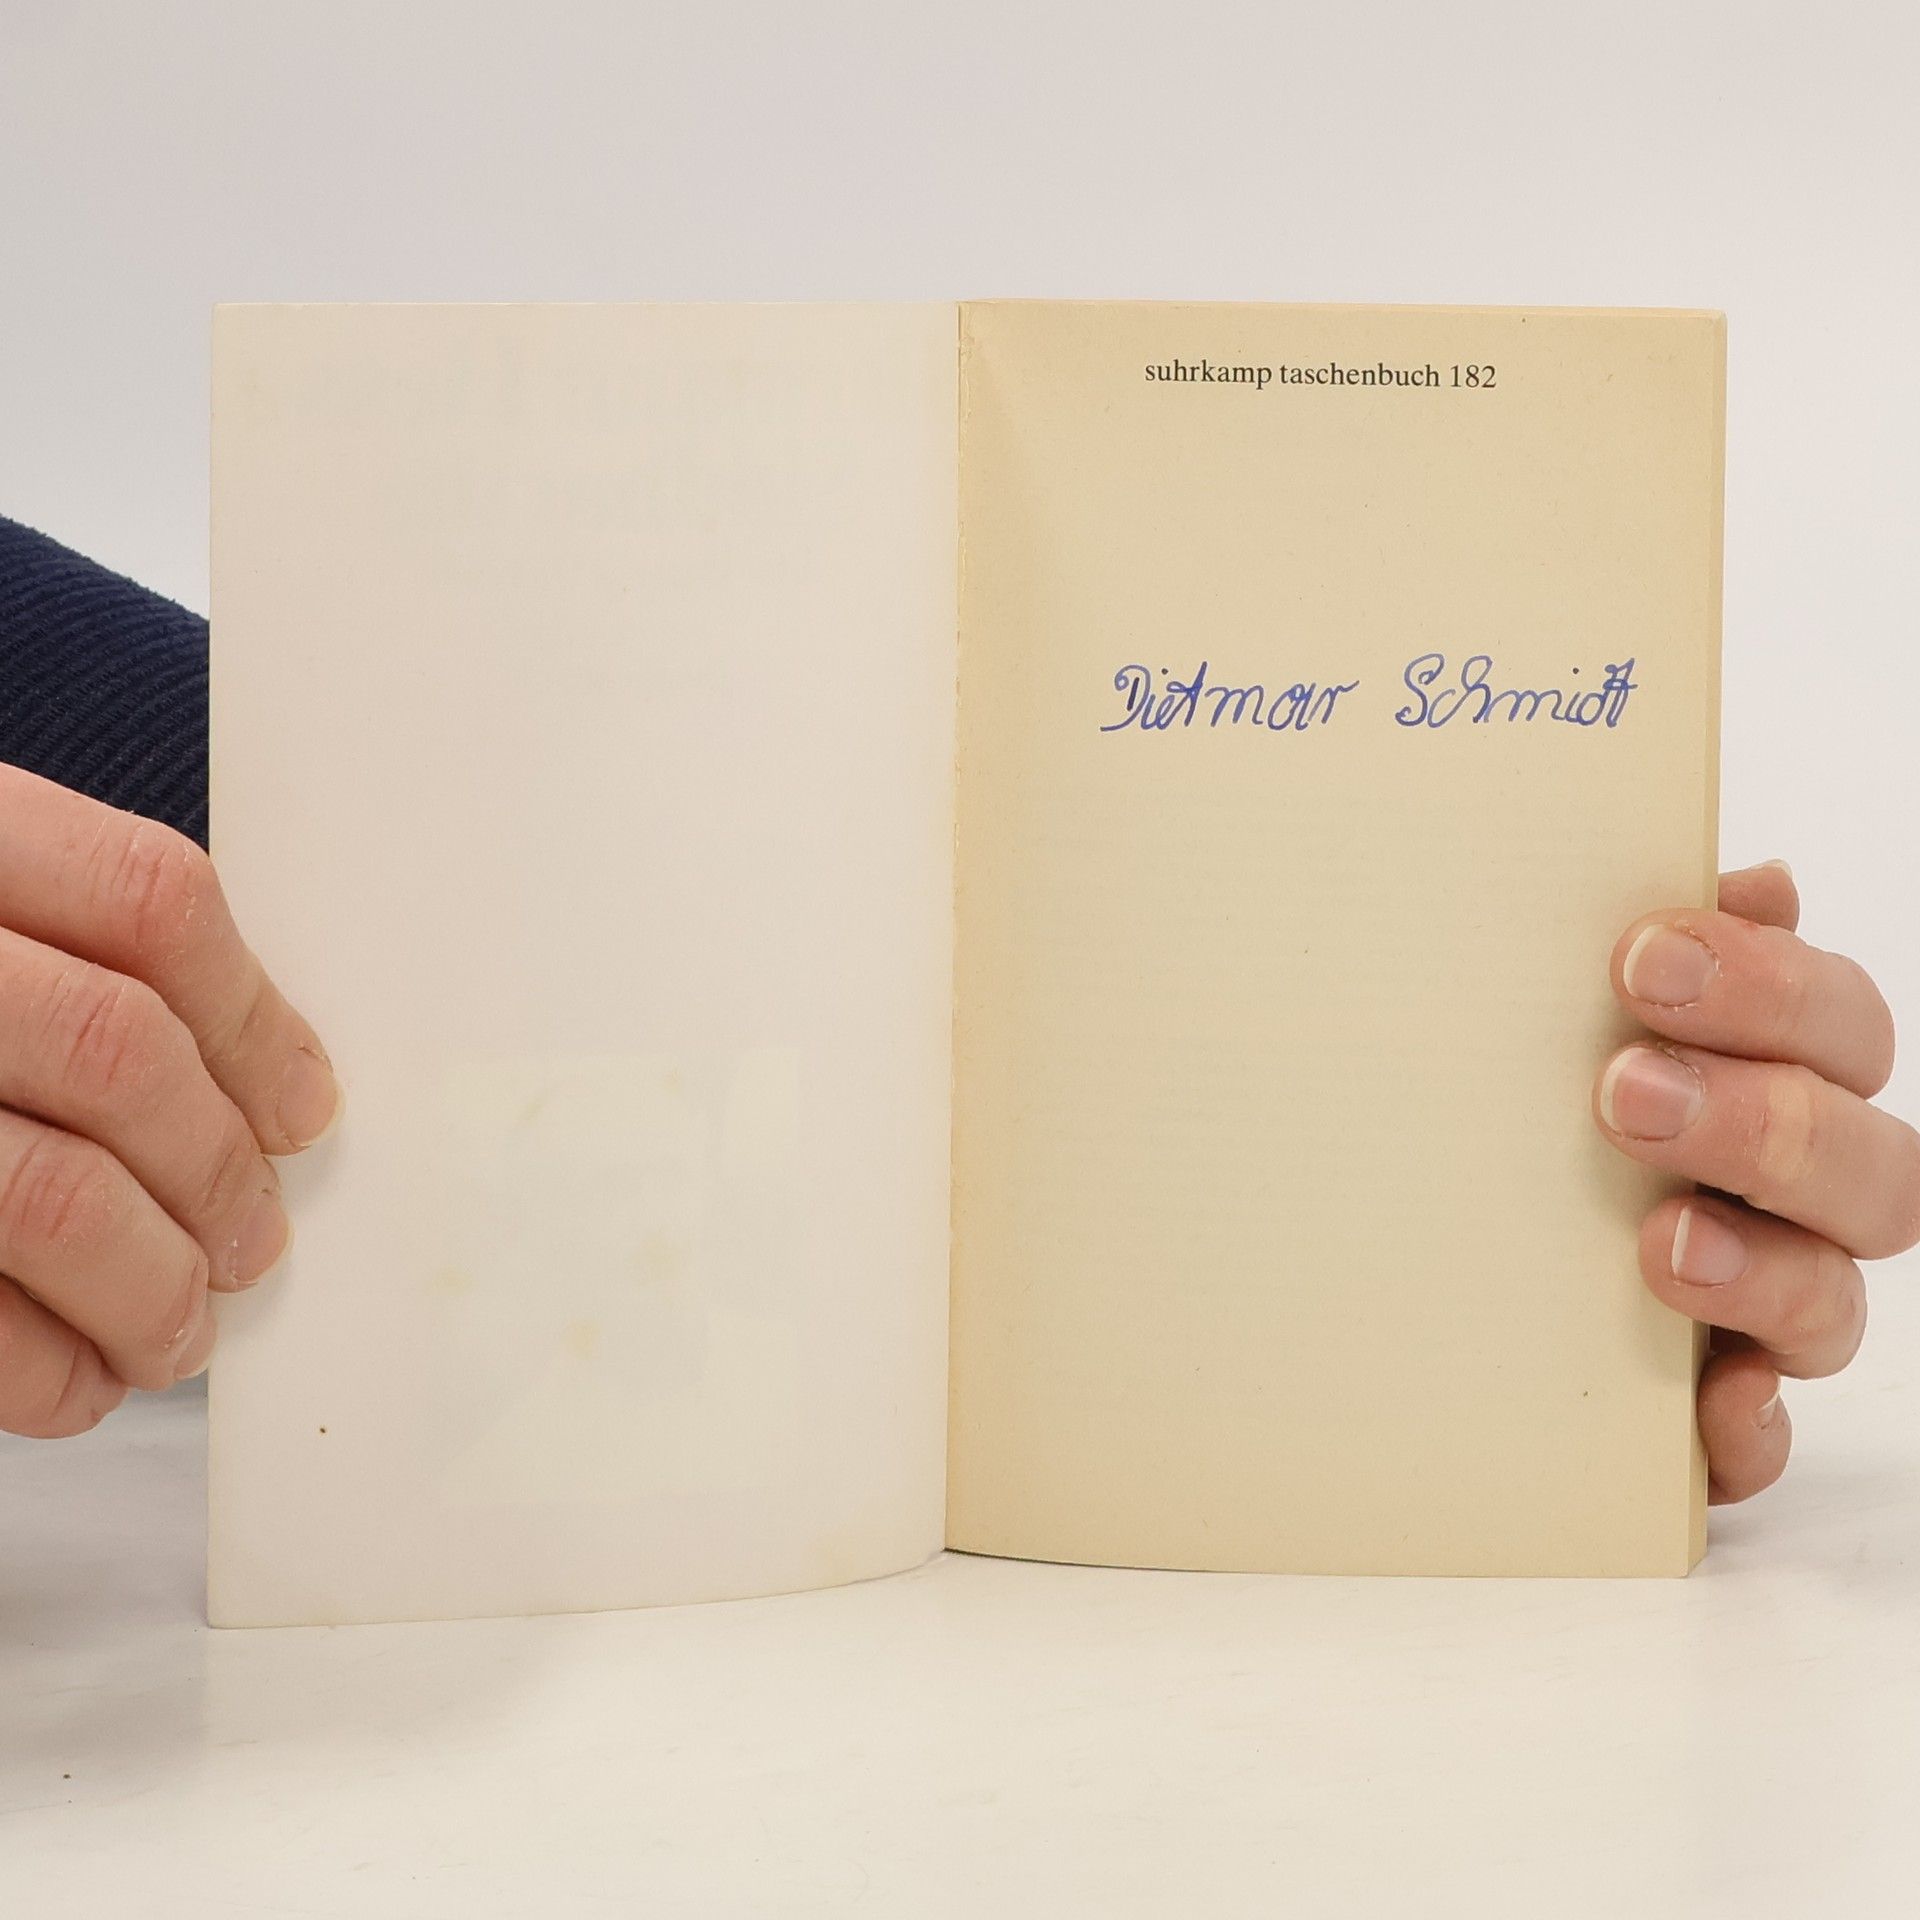 suhrkamp taschenbuch 182
Dietmar Schmidt